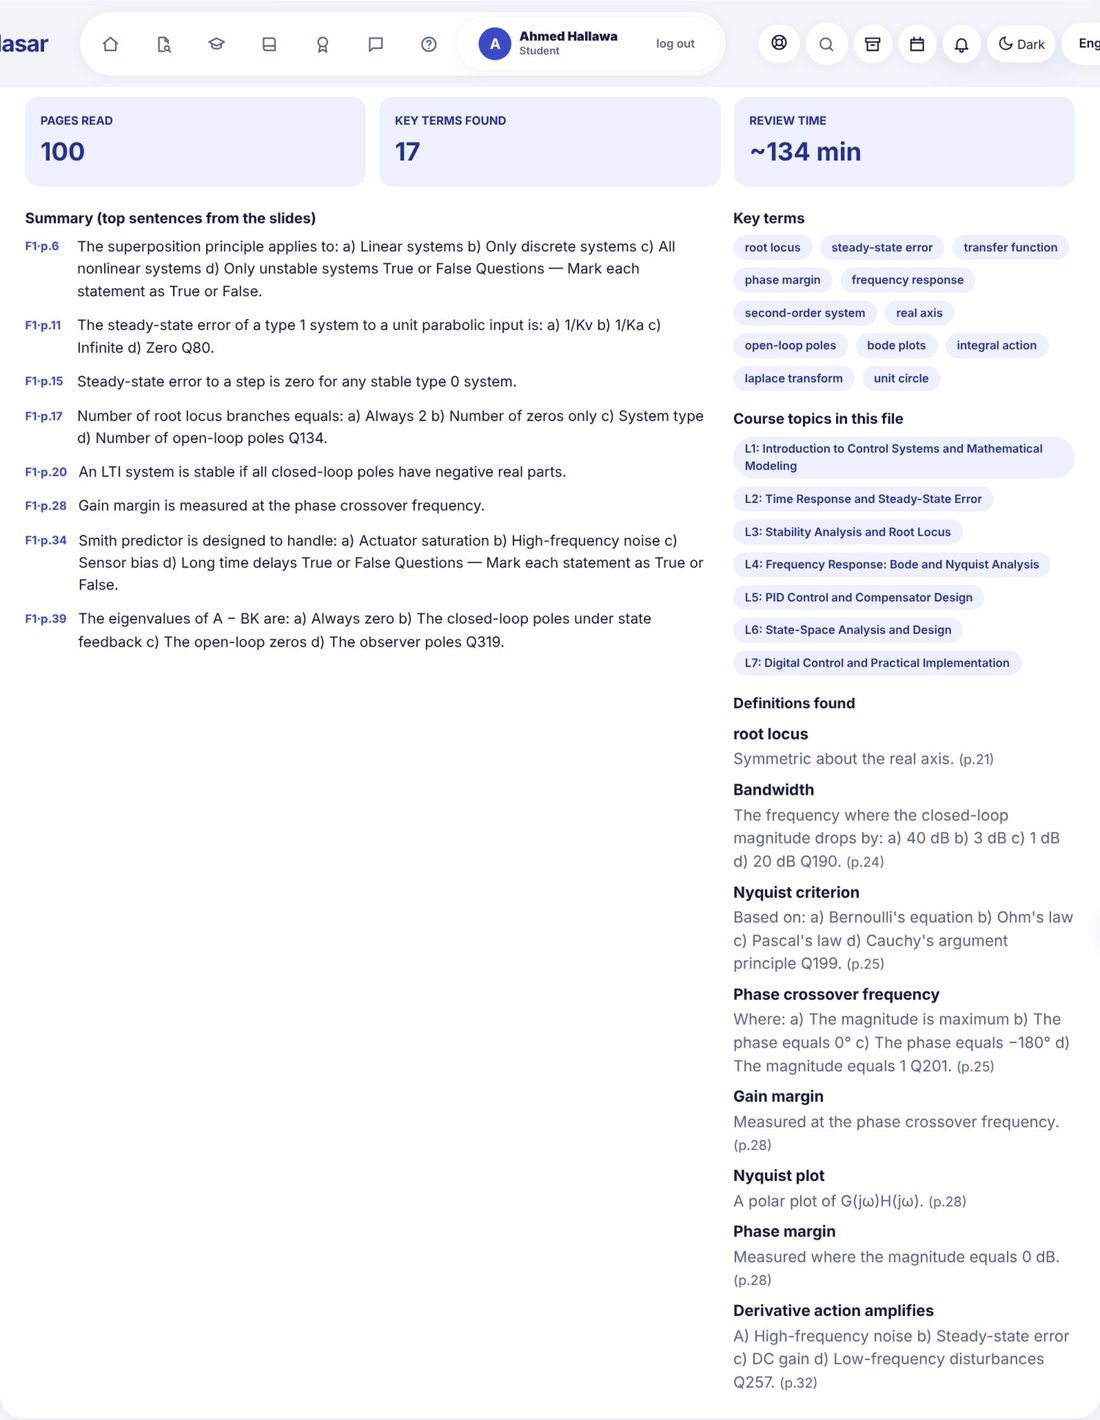 lasar
A
Ahmed Hallawa
Student
log out
Dark
Eng
PAGES READ
100
KEY TERMS FOUND
17
REVIEW TIME
~134 min
Summary (top sentences from the slides)
F1·p.6 The superposition principle applies to: a) Linear systems b) Only discrete systems c) All
nonlinear systems d) Only unstable systems True or False Questions — Mark each
statement as True or False.
F1·p.11 The steady-state error of a type 1 system to a unit parabolic input is: a) 1/Kv b) 1/Ka c)
Infinite d) Zero Q80.
F1·p.15 Steady-state error to a step is zero for any stable type 0 system.
F1·p.17 Number of root locus branches equals: a) Always 2 b) Number of zeros only c) System type
d) Number of open-loop poles Q134.
F1·p.20 An LTI system is stable if all closed-loop poles have negative real parts.
F1·p.28 Gain margin is measured at the phase crossover frequency.
F1·p.34 Smith predictor is designed to handle: a) Actuator saturation b) High-frequency noise c)
Sensor bias d) Long time delays True or False Questions — Mark each statement as True or
False.
F1·p.39 The eigenvalues of A − BK are: a) Always zero b) The closed-loop poles under state
feedback c) The open-loop zeros d) The observer poles Q319.
Key terms
root locus steady-state error transfer function
phase margin frequency response
second-order system real axis
open-loop poles bode plots integral action
laplace transform unit circle
Course topics in this file
L1: Introduction to Control Systems and Mathematical
Modeling
L2: Time Response and Steady-State Error
L3: Stability Analysis and Root Locus
L4: Frequency Response: Bode and Nyquist Analysis
L5: PID Control and Compensator Design
L6: State-Space Analysis and Design
L7: Digital Control and Practical Implementation
Definitions found
root locus
Symmetric about the real axis. (p.21)
Bandwidth
The frequency where the closed-loop
magnitude drops by: a) 40 dB b) 3 dB c) 1 dB
d) 20 dB Q190. (p.24)
Nyquist criterion
Based on: a) Bernoulli's equation b) Ohm's law
c) Pascal's law d) Cauchy's argument
principle Q199. (p.25)
Phase crossover frequency
Where: a) The magnitude is maximum b) The
phase equals 0° c) The phase equals −180° d)
The magnitude equals 1 Q201. (p.25)
Gain margin
Measured at the phase crossover frequency.
(p.28)
Nyquist plot
A polar plot of G(jω)H(jω). (p.28)
Phase margin
Measured where the magnitude equals 0 dB.
(p.28)
Derivative action amplifies
A) High-frequency noise b) Steady-state error
c) DC gain d) Low-frequency disturbances
Q257. (p.32)